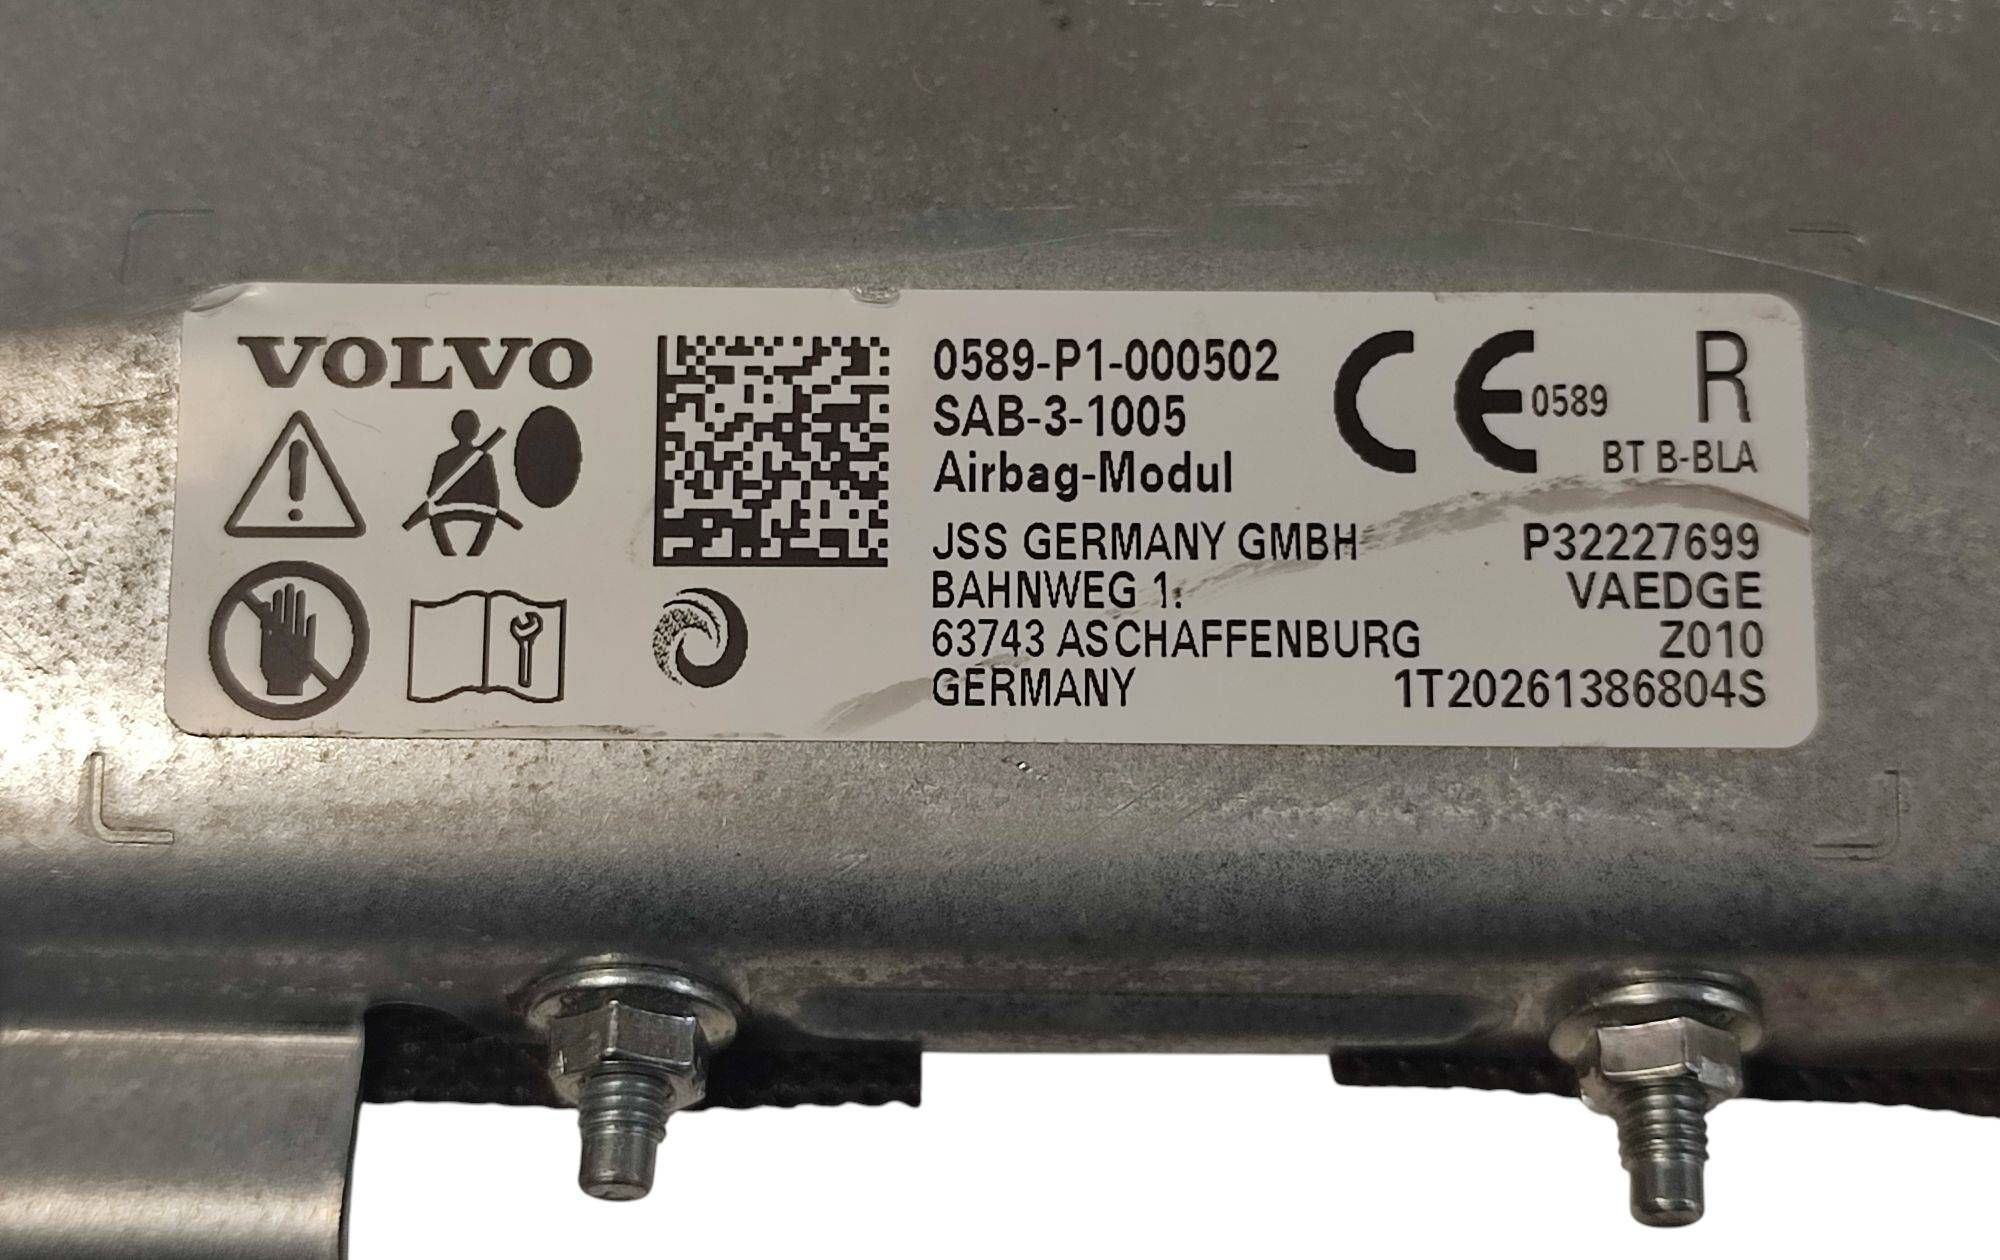 VOLVO
0589-P1-000502
SAB-3-1005
Airbag-Modul
CE 0589
R
BT B-BLA
JSS GERMANY GMBH
BAHNWEG 1.
63743 ASCHAFFENBURG
GERMANY
P32227699
VAEDGE
Z010
1T20261386804S